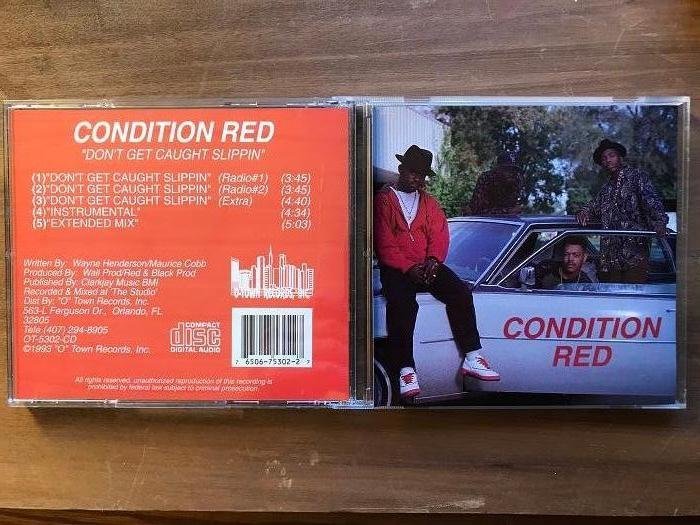 CONDITION RED
"DON'T GET CAUGHT SLIPPIN"
(1)"DON'T GET CAUGHT SLIPPIN" (Radio#1) (3:45)
(2)"DON'T GET CAUGHT SLIPPIN" (Radio#2) (3:45)
(3)"DON'T GET CAUGHT SLIPPIN" (Extra) (4.40)
(4)"INSTRUMENTAL" (4:34)
(5)"EXTENDED MIX" (5:03)
Written By: Wayne Henderson/Maurice Cobb
Produced By: Wall Prod/Red & Black Prod
Published By: Clarkjay Music BMI
Recorded & Mixed at 'The Studio'
Dist By: "O" Town Records, Inc.
563-L Ferguson Dr., Orlando, FL
32805
Tele (407) 294-8905
OT-5302-CD
©1993 "O" Town Records, Inc.
O-TOWN RECORDS, INC
COMPACT
disc
DIGITAL AUDIO
7 6506-75302-2 7
All rights reserved, unauthorized reproduction of this recording is
prohibited by federal law subject to criminal prosecution.
CONDITION
RED